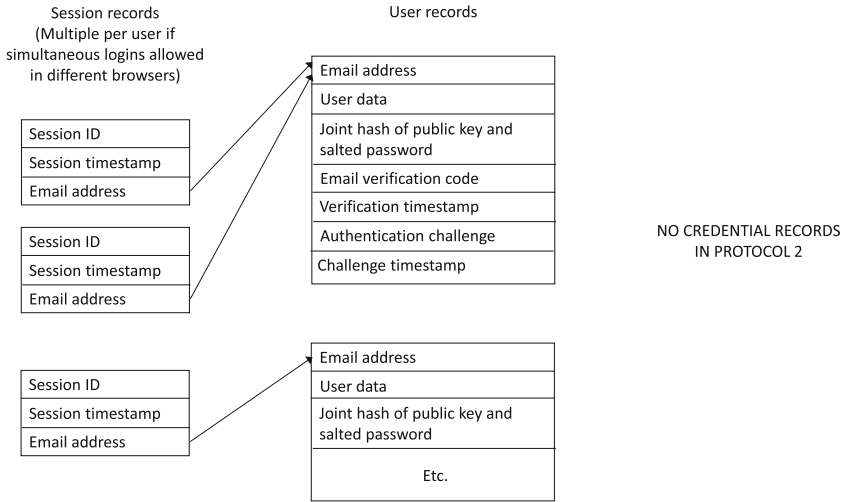 Session records
(Multiple per user if
simultaneous logins allowed
in different browsers)
User records
Session ID
Session timestamp
Email address
Session ID
Session timestamp
Email address
Session ID
Session timestamp
Email address
Email address
User data
Joint hash of public key and
salted password
Email verification code
Verification timestamp
Authentication challenge
Challenge timestamp
Email address
User data
Joint hash of public key and
salted password
Etc.
NO CREDENTIAL RECORDS
IN PROTOCOL 2